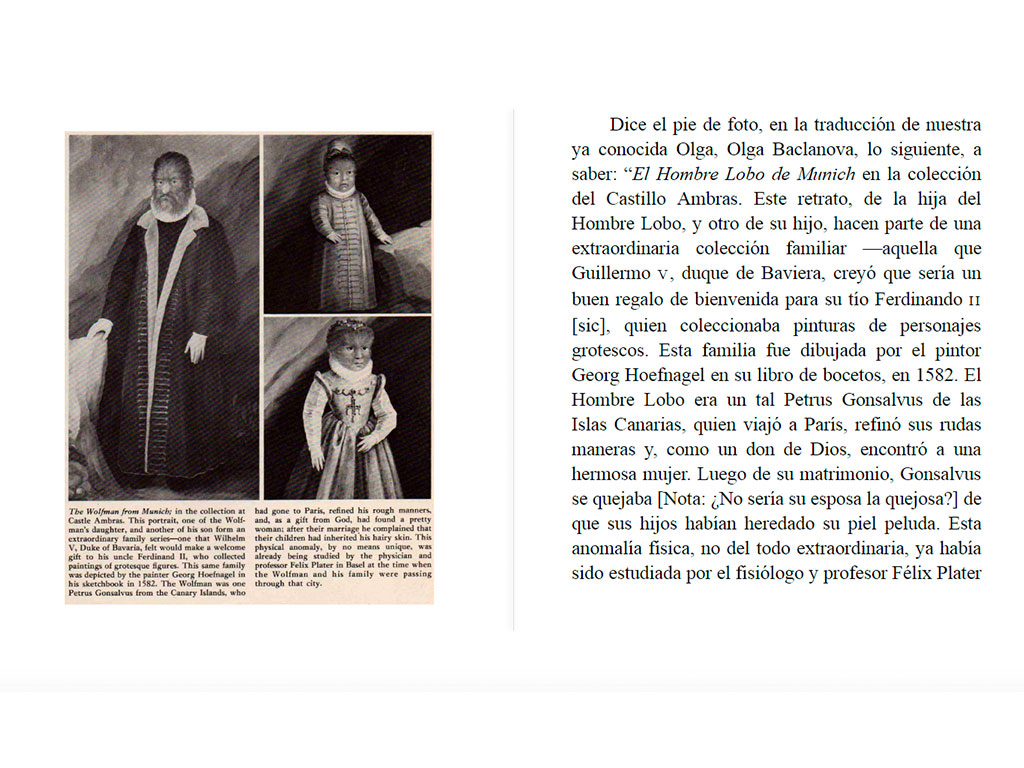 The Wolfman from Munich; in the collection at
Castle Ambras. This portrait, one of the Wolf-
man's daughter, and another of his son form an
extraordinary family series—one that Wilhelm
V, Duke of Bavaria, felt would make a welcome
gift to his uncle Ferdinand II, who collected
paintings of grotesque figures. This same family
was depicted by the painter Georg Hoefnagel in
his sketchbook in 1582. The Wolfman was one
Petrus Gonsalvus from the Canary Islands, who
had gone to Paris, refined his rough manners,
and, as a gift from God, had found a pretty
woman; after their marriage he complained that
their children had inherited his hairy skin. This
physical anomaly, by no means unique, was
already being studied by the physician and
professor Felix Plater in Basel at the time when
the Wolfman and his family were passing
through that city.
Dice el pie de foto, en la traducción de nuestra
ya conocida Olga, Olga Baclanova, lo siguiente, a
saber: “El Hombre Lobo de Munich en la colección
del Castillo Ambras. Este retrato, de la hija del
Hombre Lobo, y otro de su hijo, hacen parte de una
extraordinaria colección familiar —aquella que
Guillermo V, duque de Baviera, creyó que sería un
buen regalo de bienvenida para su tío Ferdinando II
[sic], quien coleccionaba pinturas de personajes
grotescos. Esta familia fue dibujada por el pintor
Georg Hoefnagel en su libro de bocetos, en 1582. El
Hombre Lobo era un tal Petrus Gonsalvus de las
Islas Canarias, quien viajó a París, refinó sus rudas
maneras y, como un don de Dios, encontró a una
hermosa mujer. Luego de su matrimonio, Gonsalvus
se quejaba [Nota: ¿No sería su esposa la quejosa?] de
que sus hijos habían heredado su piel peluda. Esta
anomalía física, no del todo extraordinaria, ya había
sido estudiada por el fisiólogo y profesor Félix Plater